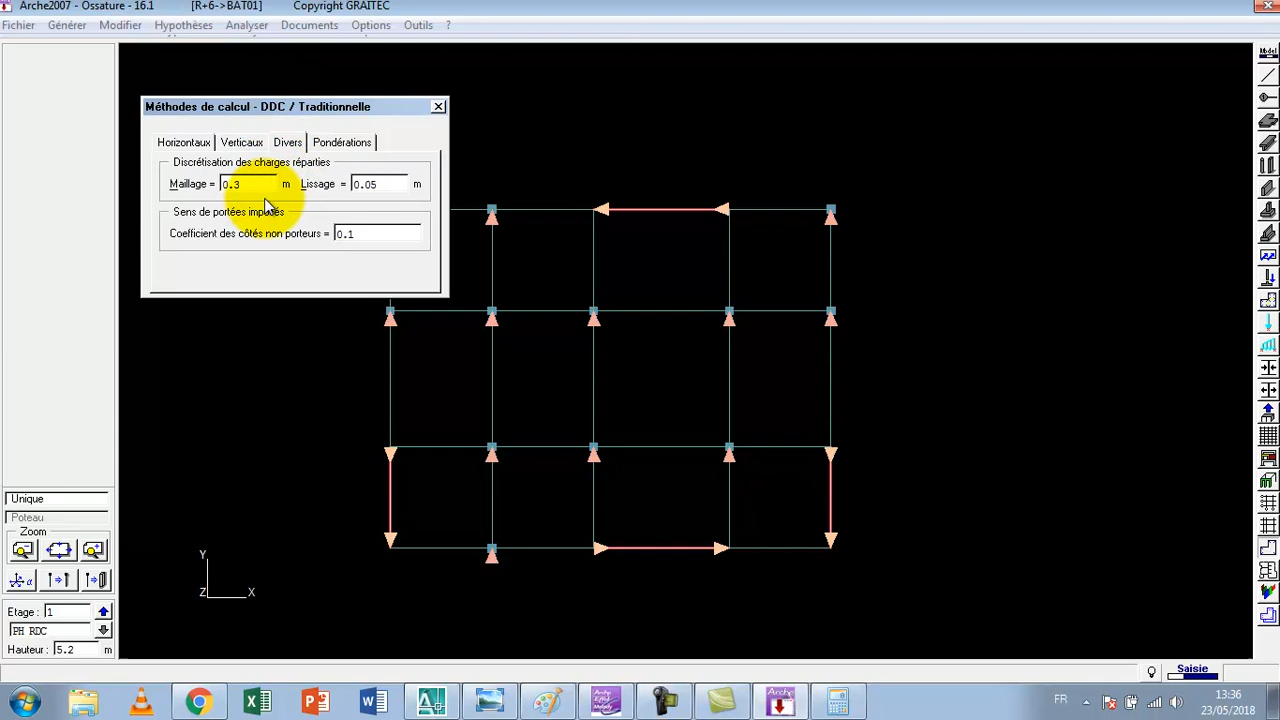 Arche2007 - Ossature - 16.1 [R+6->BAT01] Copyright GRAITEC
Fichier Générer Modifier Hypothèses Analyser Documents Options Outils ?
Méthodes de calcul - DDC / Traditionnelle
Horizontaux Verticaux Divers Pondérations
Discrétisation des charges réparties
Maillage = 0.3 m Lissage = 0.05 m
Sens de portées imposés
Coefficient des côtés non porteurs = 0.1
Unique
Poteau
Zoom
Y
Z X
Etage : 1
PH RDC
Hauteur : 5.2 m
Saisie
FR 13:36
23/05/2018